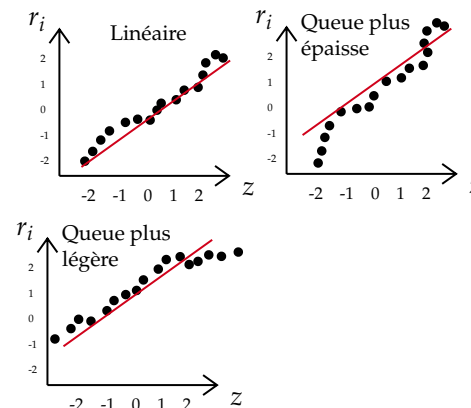 r_i
Linéaire
2
1
0
-1
-2
-2 -1 0 1 2
z
r_i
Queue plus
épaisse
2
1
0
-1
-2
-2 -1 0 1 2
z
r_i
Queue plus
légère
2
1
0
-1
-2
-2 -1 0 1 2
z